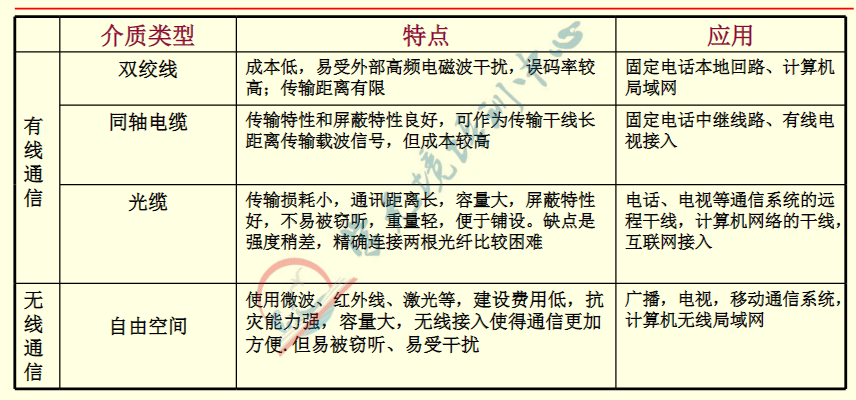 介质类型 特点 应用
有线通信
双绞线
成本低，易受外部高频电磁波干扰，误码率较
高；传输距离有限
固定电话本地回路、计算机
局域网
同轴电缆
传输特性和屏蔽特性良好，可作为传输干线长
距离传输载波信号，但成本较高
固定电话中继线路、有线电
视接入
光缆
传输损耗小，通讯距离长，容量大，屏蔽特性
好，不易被窃听，重量轻，便于铺设。缺点是
强度稍差，精确连接两根光纤比较困难
电话、电视等通信系统的远
程干线，计算机网络的干线，
互联网接入
无线通信
自由空间
使用微波、红外线、激光等，建设费用低，抗
灾能力强，容量大，无线接入使得通信更加
方便.但易被窃听、易受干扰
广播，电视，移动通信系统，
计算机无线局域网
培训中心